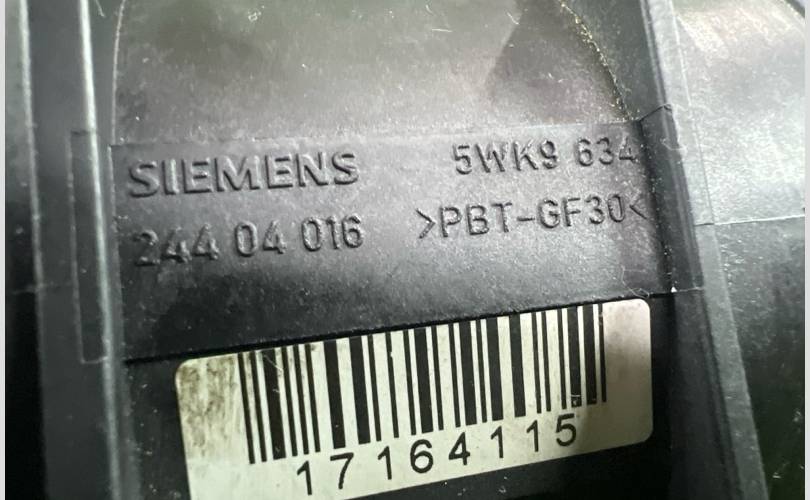 SIEMENS 5WK9 634
244 04 016 >PBT-GF30<
17164115